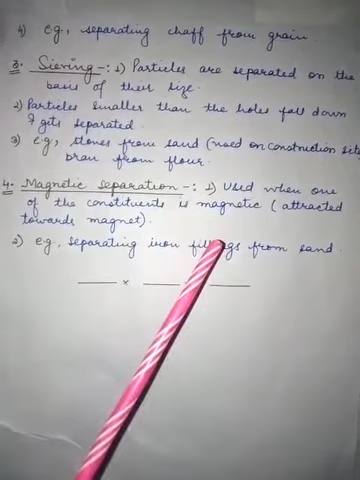 4) eg, separating chaff from grain.
3. Sieving -: 1) Particles are separated on the
basis of their size.
2) Particles smaller than the holes fall down
& gets separated.
3) eg, stones from sand (used on construction site
bran from flour.
4. Magnetic separation -: 1) Used when one
of the constituents is magnetic (attracted
towards magnet).
2) eg, separating iron filings from sand.
x